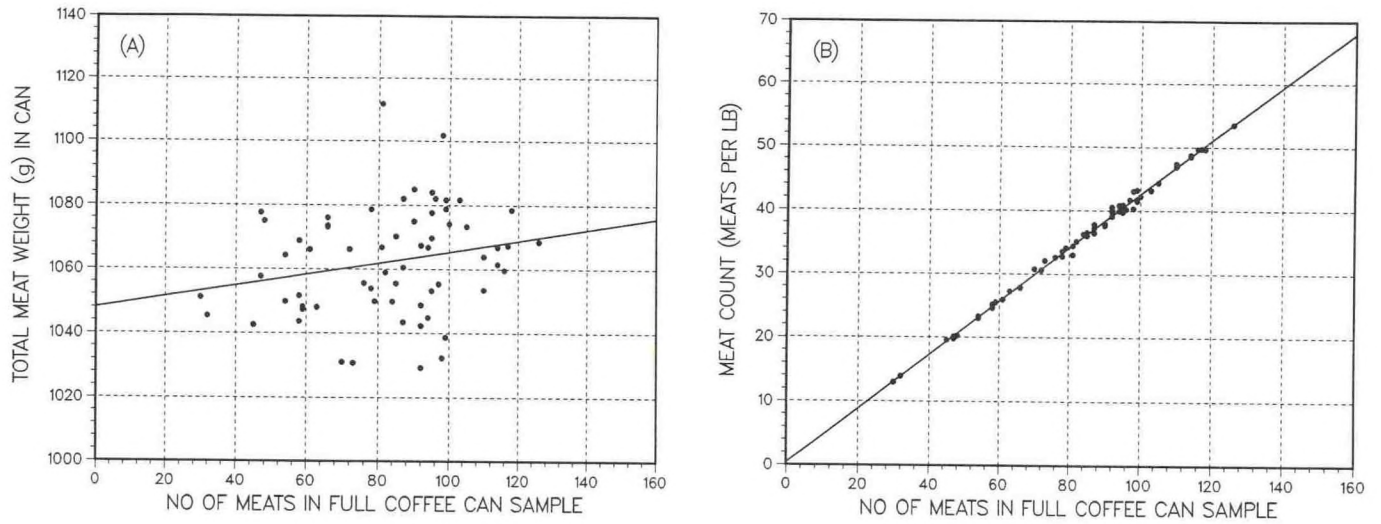 (A)
TOTAL MEAT WEIGHT (g) IN CAN
1140
1120
1100
1080
1060
1040
1020
1000
0 20 40 60 80 100 120 140 160
NO OF MEATS IN FULL COFFEE CAN SAMPLE
(B)
MEAT COUNT (MEATS PER LB)
70
60
50
40
30
20
10
0
0 20 40 60 80 100 120 140 160
NO OF MEATS IN FULL COFFEE CAN SAMPLE